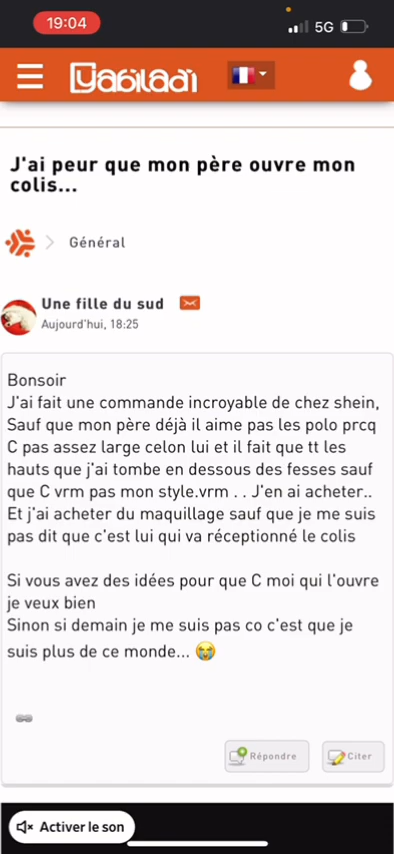 19:04
5G
Yabiladi
J'ai peur que mon père ouvre mon
colis...
Général
Une fille du sud
Aujourd'hui, 18:25
Bonsoir
J'ai fait une commande incroyable de chez shein,
Sauf que mon père déjà il aime pas les polo prcq
C pas assez large celon lui et il fait que tt les
hauts que j'ai tombe en dessous des fesses sauf
que C vrm pas mon style.vrm . . J'en ai acheter..
Et j'ai acheter du maquillage sauf que je me suis
pas dit que c'est lui qui va réceptionné le colis
Si vous avez des idées pour que C moi qui l'ouvre
je veux bien
Sinon si demain je me suis pas co c'est que je
suis plus de ce monde... 😭
Répondre
Citer
Activer le son